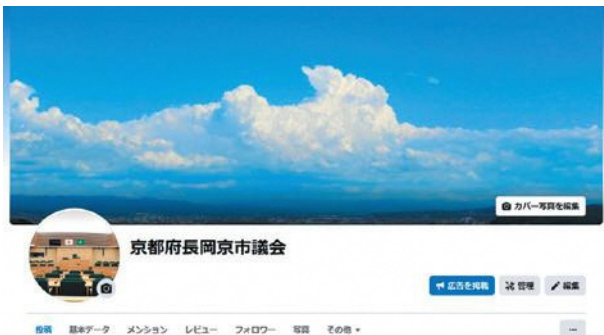 カバー写真を編集
京都府長岡京市議会
広告を掲載 管理 編集
投稿 基本データ メンション レビュー フォロワー 写真 その他